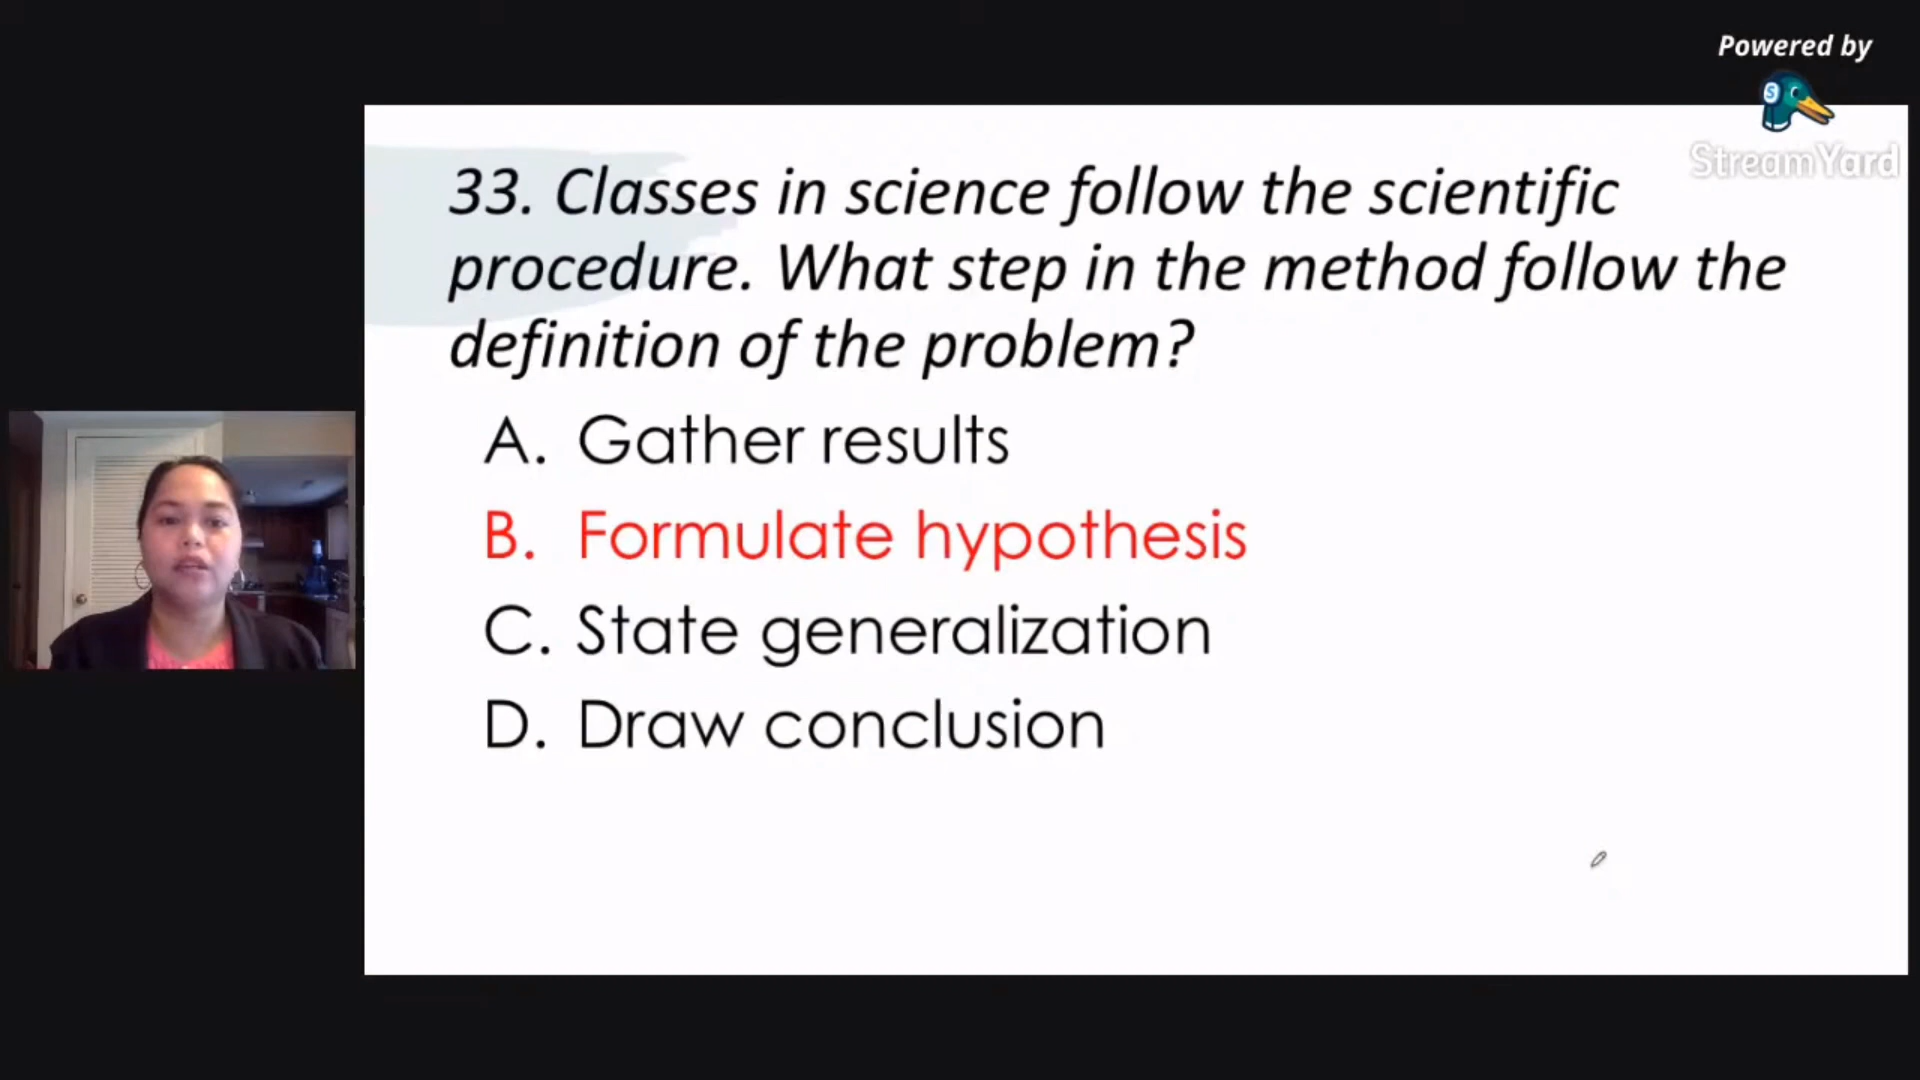 Powered by
StreamYard
33. Classes in science follow the scientific
procedure. What step in the method follow the
definition of the problem?
A. Gather results
B. Formulate hypothesis
C. State generalization
D. Draw conclusion